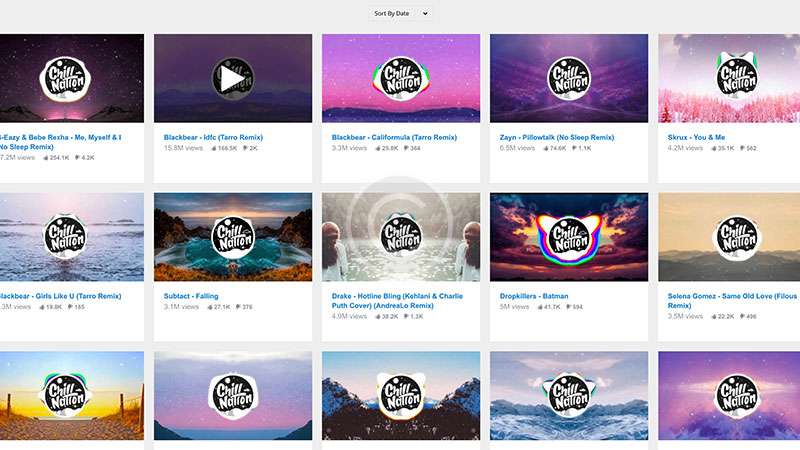 Sort By Date
Chill Nation
Chill Nation
Chill Nation
Chill Nation
Chill Nation
-Eazy & Bebe Rexha - Me, Myself & I
No Sleep Remix)
7.2M views 254.1K 4.2K
Blackbear - Idfc (Tarro Remix)
15.8M views 166.5K 2K
Blackbear - Califormula (Tarro Remix)
3.3M views 25.8K 364
Zayn - Pillowtalk (No Sleep Remix)
6.5M views 74.6K 1.1K
Skrux - You & Me
4.2M views 35.1K 562
Chill Nation
Chill Nation
Chill Nation
Chill Nation
Chill Nation
Blackbear - Girls Like U (Tarro Remix)
.3M views 19.8K 185
Subtact - Falling
3.1M views 27.1K 376
Drake - Hotline Bling (Kehlani & Charlie
Puth Cover) (AndreaLo Remix)
4.9M views 38.2K 1.3K
Dropkillers - Batman
5M views 41.7K 594
Selena Gomez - Same Old Love (Filous
Remix)
3.5M views 22.2K 496
Chill Nation
Chill Nation
Chill Nation
Chill Nation
Chill Nation